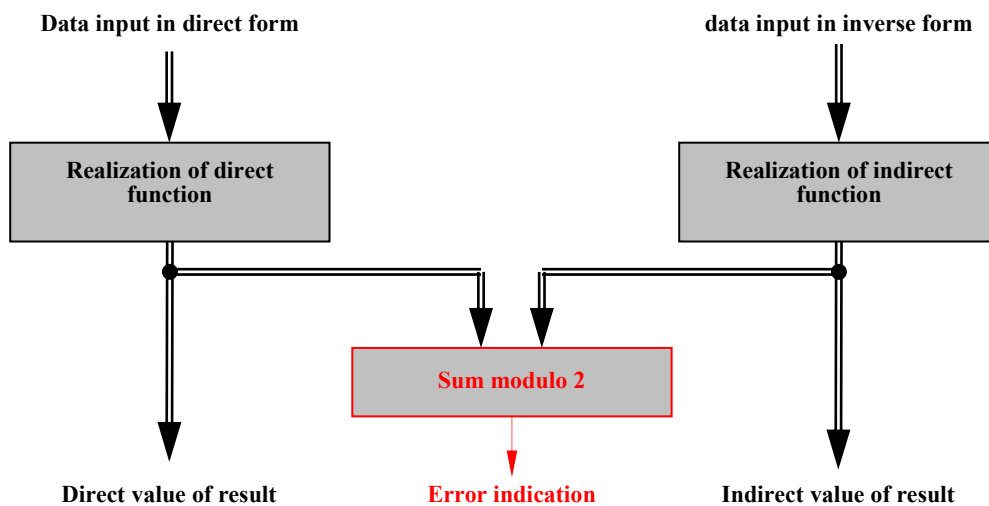 Data input in direct form
data input in inverse form
Realization of direct
function
Realization of indirect
function
Sum modulo 2
Direct value of result
Error indication
Indirect value of result